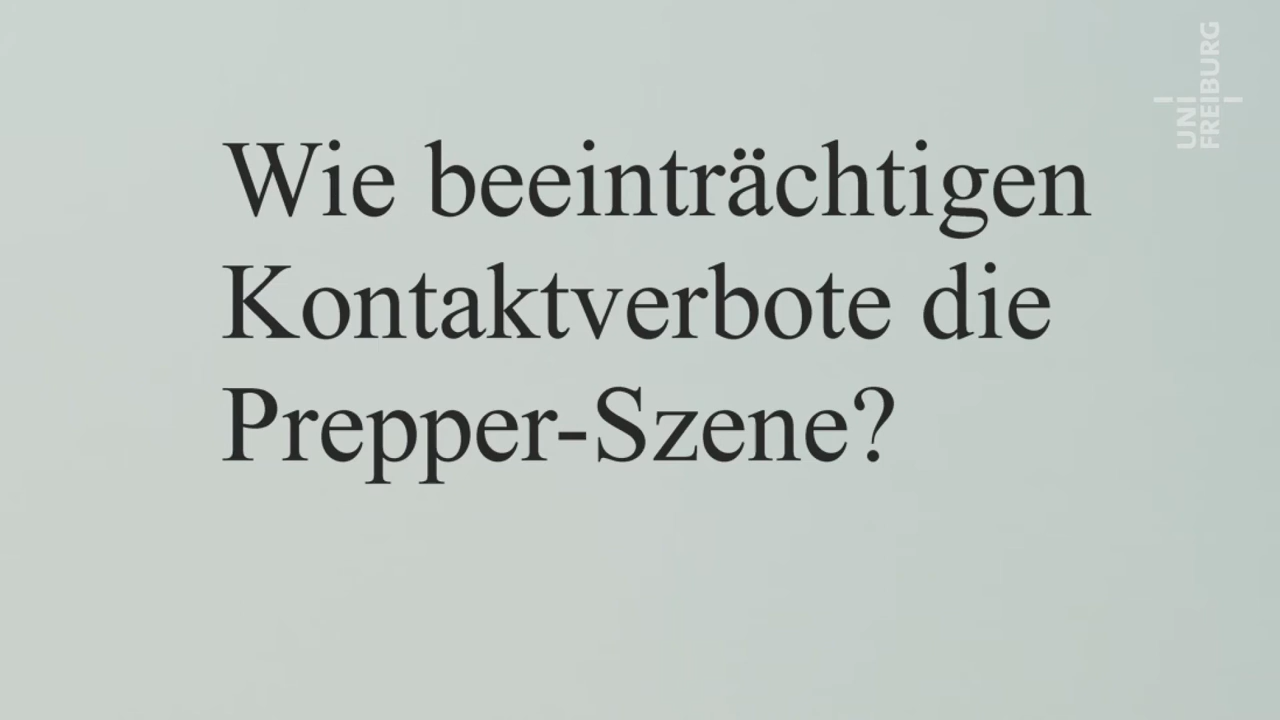 Wie beeinträchtigen
Kontaktverbote die
Prepper-Szene?
UNI
FREIBURG